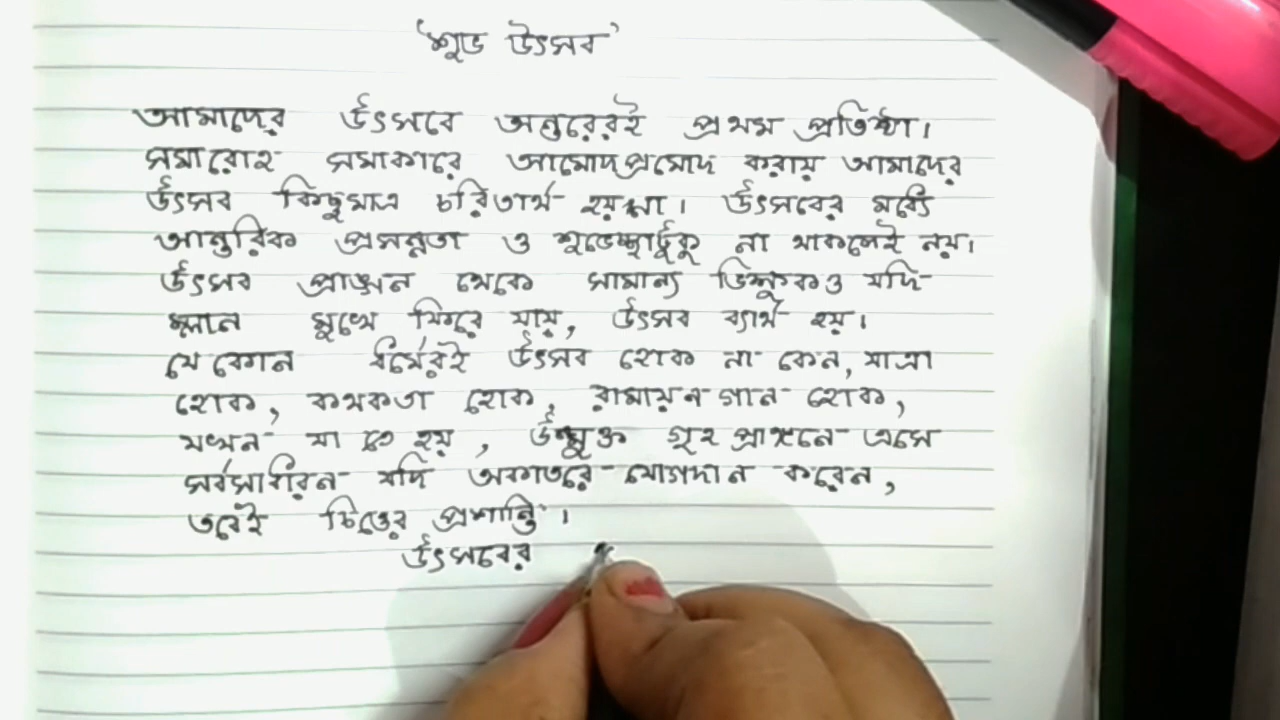 'শুভ উৎসব'
আমাদের উৎসবে অন্তরেরই প্রথম প্রতিষ্ঠা।
সমারোহ সমাকারে আমোদপ্রমোদ করায় আমাদের
উৎসব কিছুমাত্র চরিতার্থ হয় না। উৎসবের মধ্যে
আন্তরিক প্রসন্নতা ও শুভেচ্ছাটুকু না থাকলেই নয়।
উৎসব প্রাঙ্গন থেকে সামান্য ভিক্ষুকও যদি
ম্লান মুখে ফিরে যায়, উৎসব ব্যার্থ হয়।
যে কোন ধর্মেরই উৎসব হোক না কেন, যাত্রা
হোক, কথকতা হোক, রামায়ন গান হোক,
যখন যা হয়, উন্মুক্ত গৃহ প্রাঙ্গনে এসে
সর্বসাধারন যদি অকাতরে যোগদান করেন,
তবেই চিত্তের প্রশান্তি।
উৎসবের